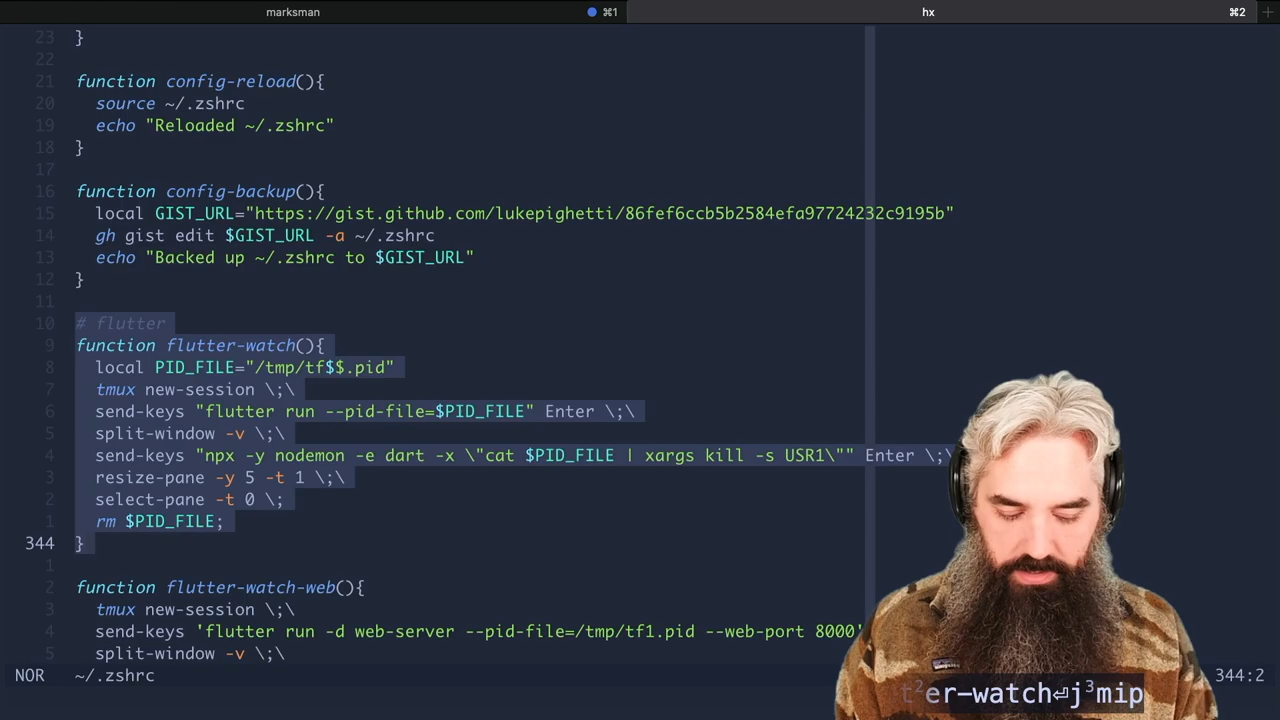 marksman ⌘1 hx ⌘2 +
23 }
22
21 function config-reload(){
20 source ~/.zshrc
19 echo "Reloaded ~/.zshrc"
18 }
17
16 function config-backup(){
15 local GIST_URL="https://gist.github.com/lukepighetti/86fef6ccb5b2584efa97724232c9195b"
14 gh gist edit $GIST_URL -a ~/.zshrc
13 echo "Backed up ~/.zshrc to $GIST_URL"
12 }
11
10 # flutter
9 function flutter-watch(){
8 local PID_FILE="/tmp/tf$$.pid"
7 tmux new-session \;\
6 send-keys "flutter run --pid-file=$PID_FILE" Enter \;\
5 split-window -v \;\
4 send-keys "npx -y nodemon -e dart -x \"cat $PID_FILE | xargs kill -s USR1\"" Enter \;\
3 resize-pane -y 5 -t 1 \;\
2 select-pane -t 0 \;
1 rm $PID_FILE;
344 }
1
2 function flutter-watch-web(){
3 tmux new-session \;\
4 send-keys 'flutter run -d web-server --pid-file=/tmp/tf1.pid --web-port 8000'
5 split-window -v \;\
NOR ~/.zshrc 344:2
t²er-watch⏎j³mip